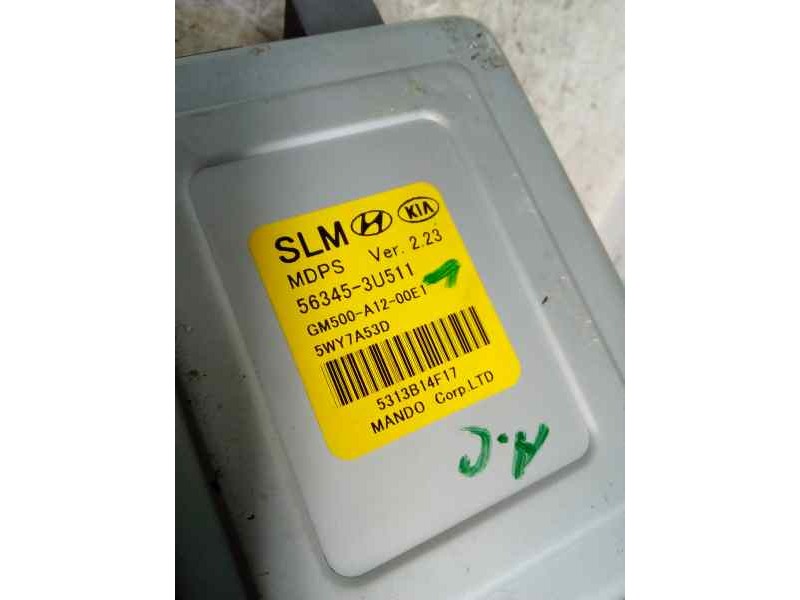 SLM KIA
MDPS Ver. 2.23
56345-3U511
GM500-A12-00E1
5WY7A53D
5313B14F17
MANDO Corp.LTD
A.C